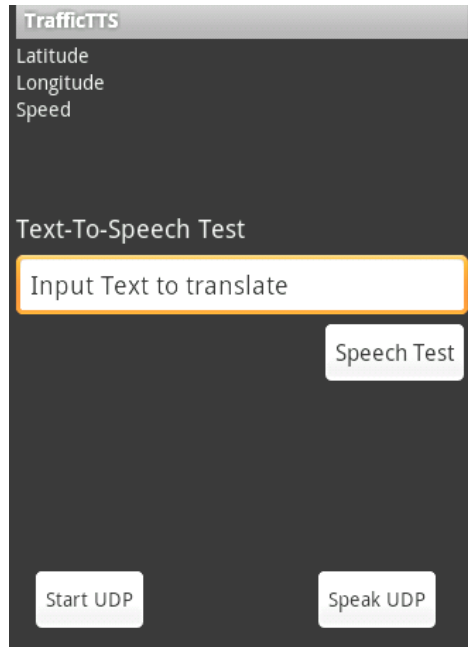 TrafficTTS
Latitude
Longitude
Speed
Text-To-Speech Test
Input Text to translate
Speech Test
Start UDP
Speak UDP